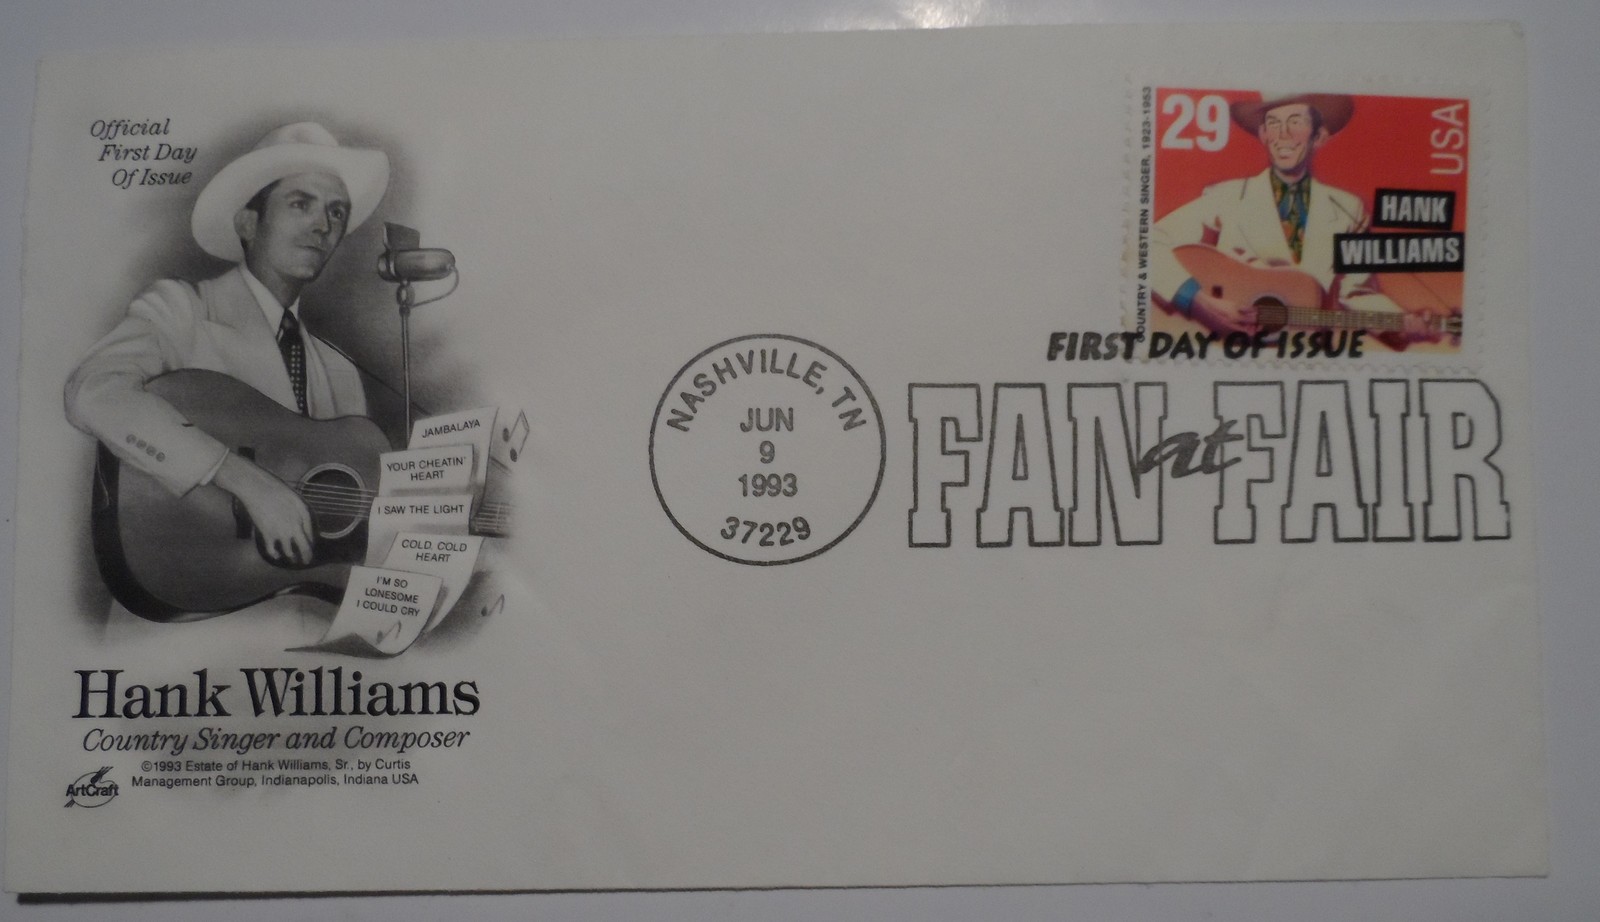 Official
First Day
Of Issue
JAMBALAYA
YOUR CHEATIN'
HEART
I SAW THE LIGHT
COLD, COLD
HEART
I'M SO
LONESOME
I COULD CRY
Hank Williams
Country Singer and Composer
©1993 Estate of Hank Williams, Sr., by Curtis
Management Group, Indianapolis, Indiana USA
ArtCraft
NASHVILLE, TN
JUN
9
1993
37229
COUNTRY & WESTERN SINGER, 1923-1953
29
USA
HANK
WILLIAMS
FIRST DAY OF ISSUE
FAN at FAIR